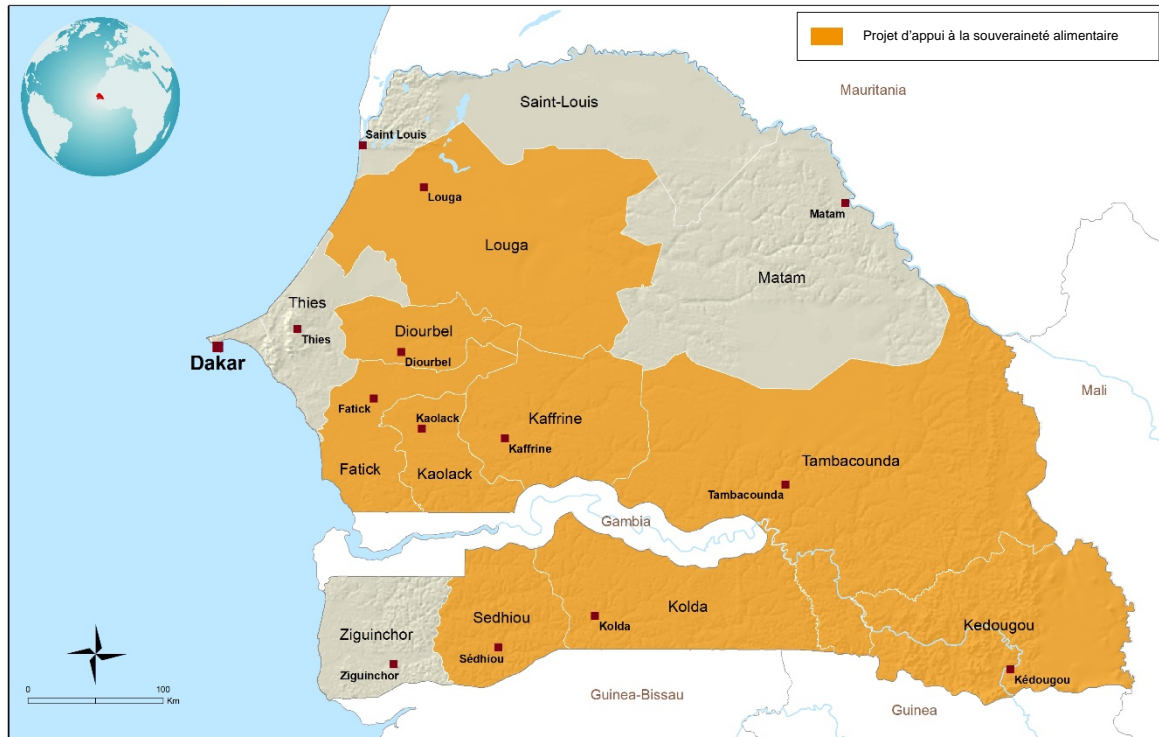 Projet d'appui à la souveraineté alimentaire
Mauritania
Saint-Louis
Saint Louis
Louga
Matam
Louga
Matam
Thies
Thies
Diourbel
Diourbel
Dakar
Mali
Fatick
Kaolack
Kaffrine
Kaffrine
Tambacounda
Fatick
Kaolack
Tambacounda
Gambia
Sedhiou
Kolda
Kolda
Kedougou
Ziguinchor
Sédhiou
Ziguinchor
Kédougou
Guinea-Bissau
Guinea
0 100
Km